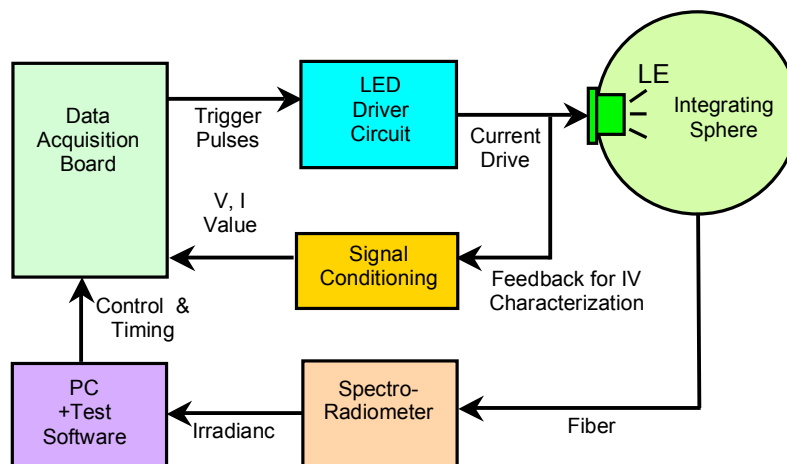 Data
Acquisition
Board
Trigger
Pulses
LED
Driver
Circuit
Current
Drive
LE
Integrating
Sphere
V, I
Value
Signal
Conditioning
Feedback for IV
Characterization
Control &
Timing
PC
+Test
Software
Irradianc
Spectro-
Radiometer
Fiber